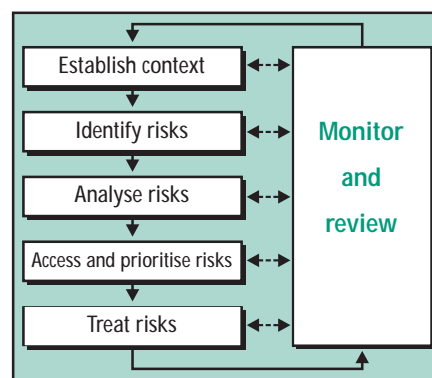 Establish context
Identify risks
Analyse risks
Access and prioritise risks
Treat risks
Monitor
and
review